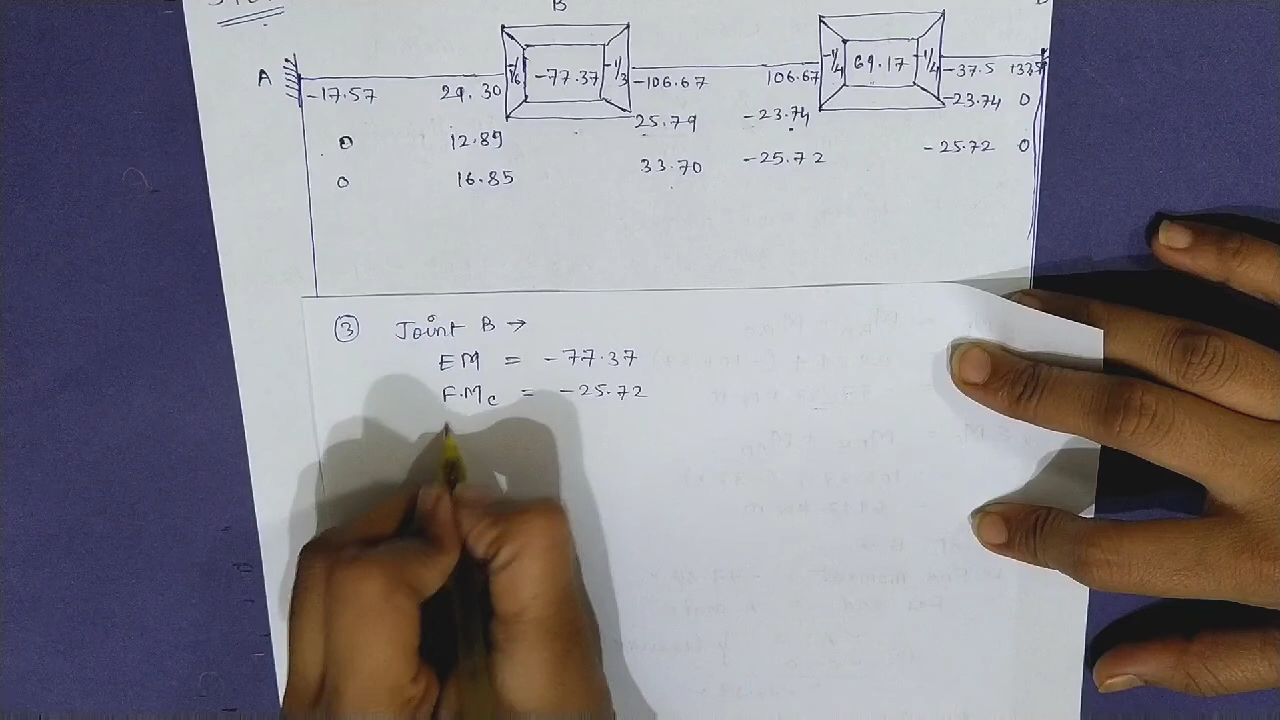 B
A
-1/6 -77.37 -1/3
-1/4 69.17 -1/4
-17.57 29.30 -106.67 106.67 -37.5
0 12.89 25.79 -23.74 -23.74 0
0 16.85 33.70 -25.72 -25.72 0
③ Joint B →
EM = -77.37
F.Mc = -25.72